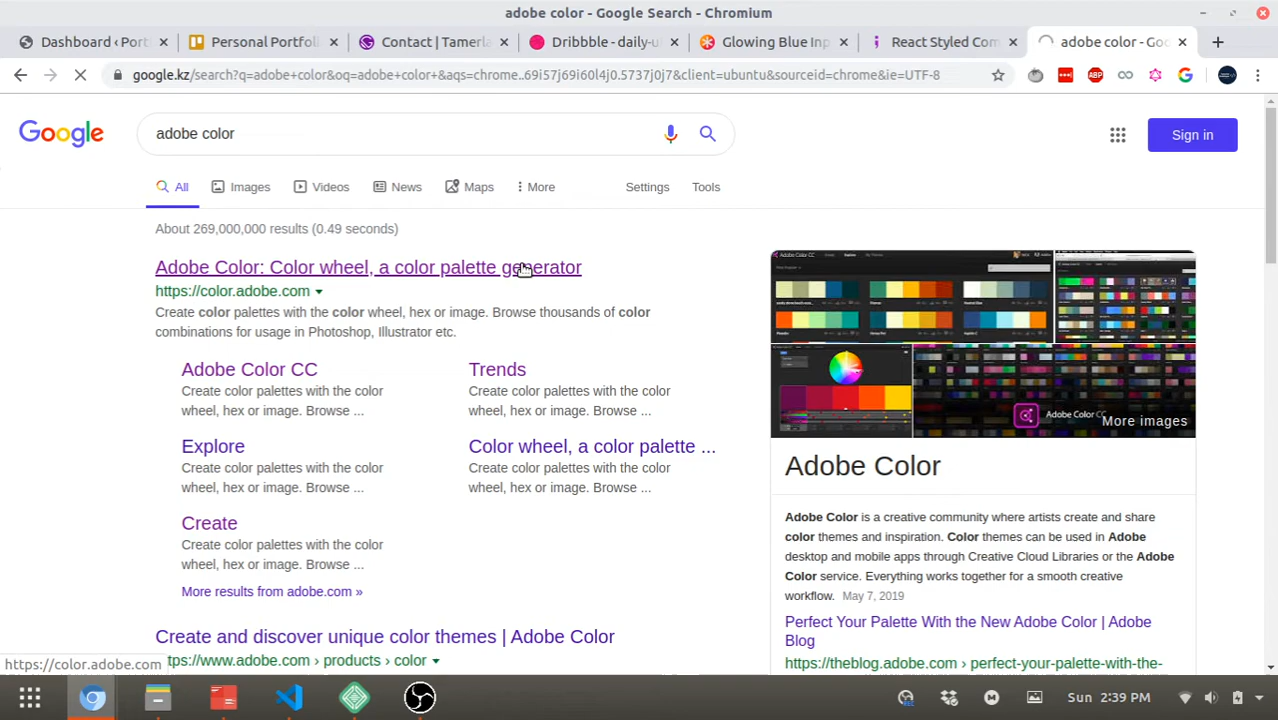 adobe color - Google Search - Chromium
Dashboard ‹ Port
Personal Portfoli
Contact | Tamerla
Dribbble - daily-u
Glowing Blue Inp
React Styled Com
adobe color - Goo
google.kz/search?q=adobe+color&oq=adobe+color+&aqs=chrome..69i57j69i60l4j0.5737j0j7&client=ubuntu&sourceid=chrome&ie=UTF-8
ABP
Google
adobe color
Sign in
All
Images
Videos
News
Maps
More
Settings
Tools
About 269,000,000 results (0.49 seconds)
Adobe Color: Color wheel, a color palette generator
https://color.adobe.com
Create color palettes with the color wheel, hex or image. Browse thousands of color
combinations for usage in Photoshop, Illustrator etc.
Adobe Color CC
Create color palettes with the color
wheel, hex or image. Browse ...
Trends
Create color palettes with the color
wheel, hex or image. Browse ...
Explore
Create color palettes with the color
wheel, hex or image. Browse ...
Color wheel, a color palette ...
Create color palettes with the color
wheel, hex or image. Browse ...
Create
Create color palettes with the color
wheel, hex or image. Browse ...
More results from adobe.com »
Create and discover unique color themes | Adobe Color
https://www.adobe.com › products › color
Adobe Color CC
More images
Adobe Color
Adobe Color is a creative community where artists create and share
color themes and inspiration. Color themes can be used in Adobe
desktop and mobile apps through Creative Cloud Libraries or the Adobe
Color service. Everything works together for a smooth creative
workflow. May 7, 2019
Perfect Your Palette With the New Adobe Color | Adobe
Blog
https://theblog.adobe.com › perfect-your-palette-with-the-
https://color.adobe.com
Sun 2:39 PM